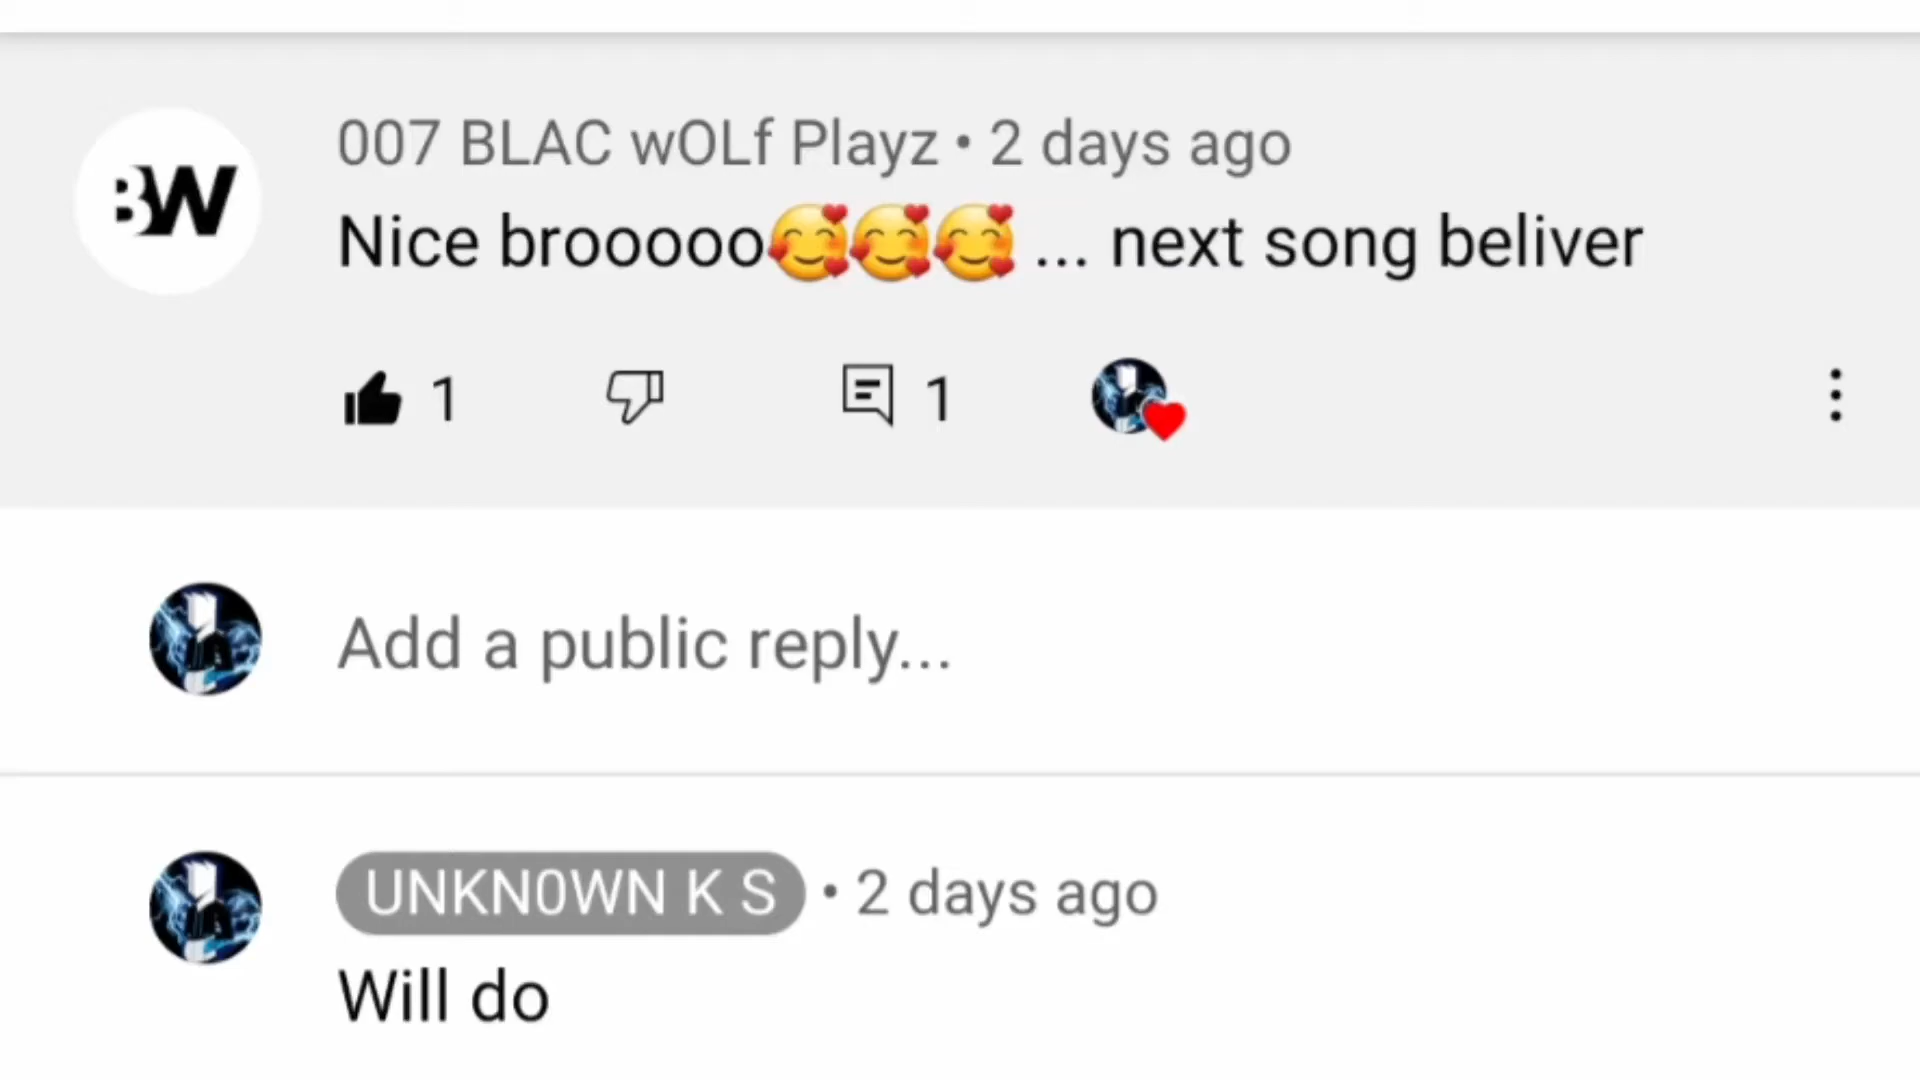 BW
007 BLAC wOLf Playz • 2 days ago
Nice brooooo🥰🥰🥰 ... next song beliver
1
1
Add a public reply...
UNKN0WN K S • 2 days ago
Will do